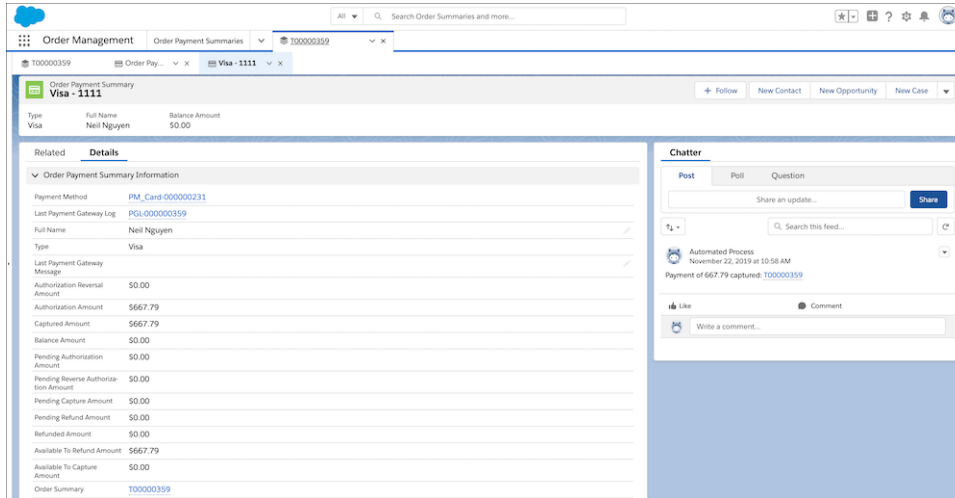 All
Search Order Summaries and more...
Order Management
Order Payment Summaries
T00000359
T00000359
Order Pay...
Visa - 1111
Order Payment Summary
Visa - 1111
+ Follow
New Contact
New Opportunity
New Case
Type
Full Name
Balance Amount
Visa
Neil Nguyen
$0.00
Related
Details
Order Payment Summary Information
Payment Method PM_Card-000000231
Last Payment Gateway Log PGL-000000359
Full Name Neil Nguyen
Type Visa
Last Payment Gateway
Message
Authorization Reversal $0.00
Amount
Authorization Amount $667.79
Captured Amount $667.79
Balance Amount $0.00
Pending Authorization $0.00
Amount
Pending Reverse Authoriza- $0.00
tion Amount
Pending Capture Amount $0.00
Pending Refund Amount $0.00
Refunded Amount $0.00
Available To Refund Amount $667.79
Available To Capture $0.00
Amount
Order Summary T00000359
Chatter
Post
Poll
Question
Share an update...
Share
Search this feed...
Automated Process
November 22, 2019 at 10:58 AM
Payment of 667.79 captured: T00000359
Like
Comment
Write a comment...